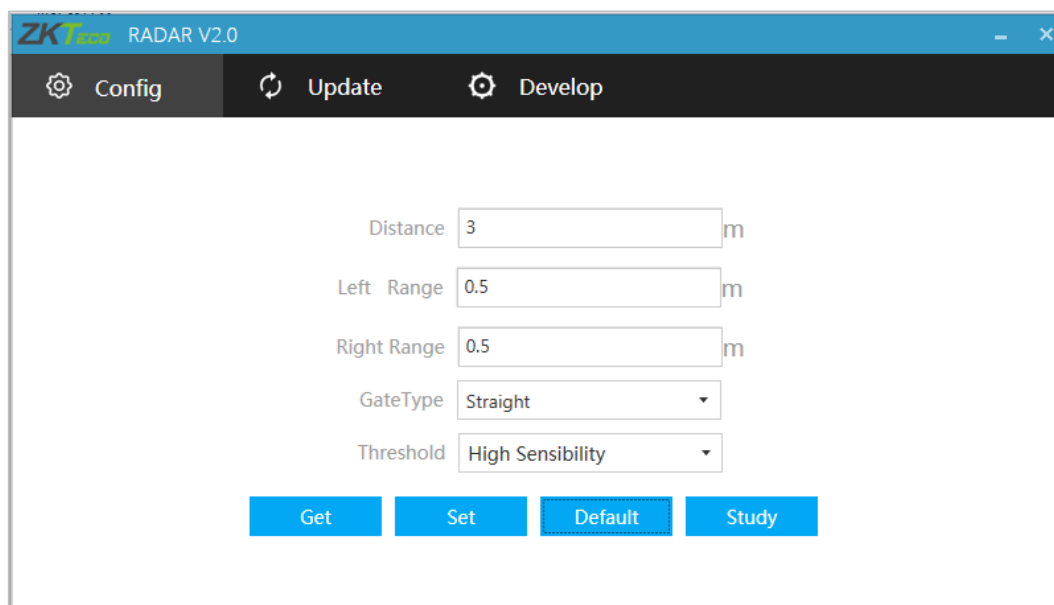 ZKTeco RADAR V2.0
Config Update Develop
Distance 3 m
Left Range 0.5 m
Right Range 0.5 m
GateType Straight
Threshold High Sensibility
Get Set Default Study